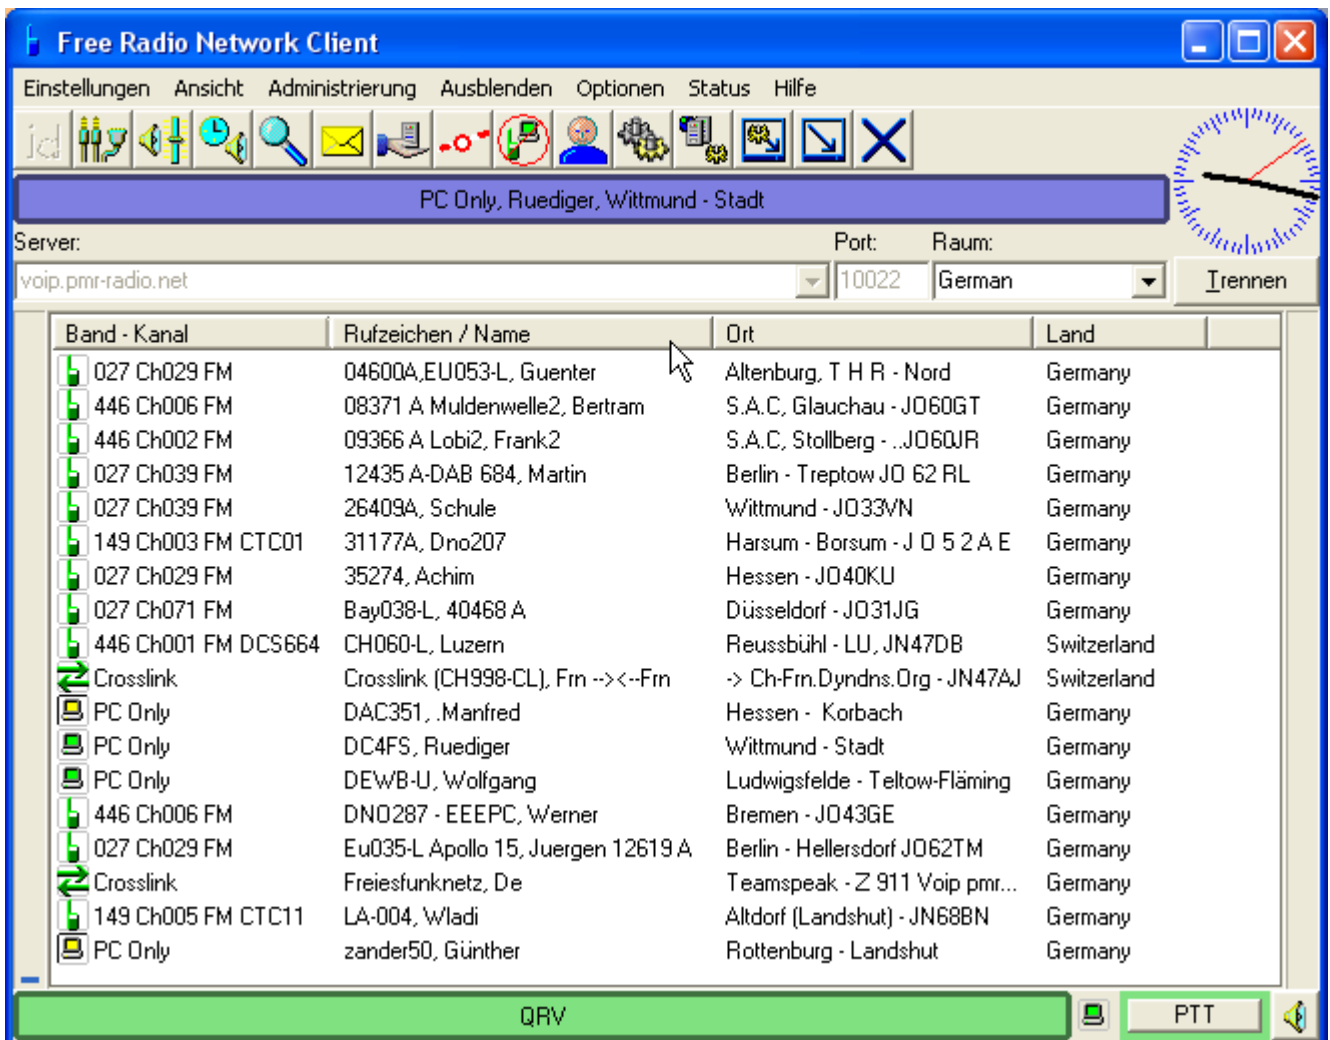 Free Radio Network Client
Einstellungen Ansicht Administrierung Ausblenden Optionen Status Hilfe
id
PC Only, Ruediger, Wittmund - Stadt
Server: Port: Raum:
voip.pmr-radio.net 10022 German Trennen
Band - Kanal Rufzeichen / Name Ort Land
027 Ch029 FM 04600A,EU053-L, Guenter Altenburg, T H R - Nord Germany
446 Ch006 FM 08371 A Muldenwelle2, Bertram S.A.C, Glauchau - JO60GT Germany
446 Ch002 FM 09366 A Lobi2, Frank2 S.A.C, Stollberg - ..JO60JR Germany
027 Ch039 FM 12435 A-DAB 684, Martin Berlin - Treptow JO 62 RL Germany
027 Ch039 FM 26409A, Schule Wittmund - JO33VN Germany
149 Ch003 FM CTC01 31177A, Dno207 Harsum - Borsum - J O 5 2 A E Germany
027 Ch029 FM 35274, Achim Hessen - JO40KU Germany
027 Ch071 FM Bay038-L, 40468 A Düsseldorf - JO31JG Germany
446 Ch001 FM DCS664 CH060-L, Luzern Reussbühl - LU, JN47DB Switzerland
Crosslink Crosslink (CH998-CL), Frn --><--Frn -> Ch-Frn.Dyndns.Org - JN47AJ Switzerland
PC Only DAC351, .Manfred Hessen - Korbach Germany
PC Only DC4FS, Ruediger Wittmund - Stadt Germany
PC Only DEWB-U, Wolfgang Ludwigsfelde - Teltow-Fläming Germany
446 Ch006 FM DNO287 - EEEPC, Werner Bremen - JO43GE Germany
027 Ch029 FM Eu035-L Apollo 15, Juergen 12619 A Berlin - Hellersdorf JO62TM Germany
Crosslink Freiesfunknetz, De Teamspeak - Z 911 Voip pmr... Germany
149 Ch005 FM CTC11 LA-004, Wladi Altdorf (Landshut) - JN68BN Germany
PC Only zander50, Günther Rottenburg - Landshut Germany
QRV PTT